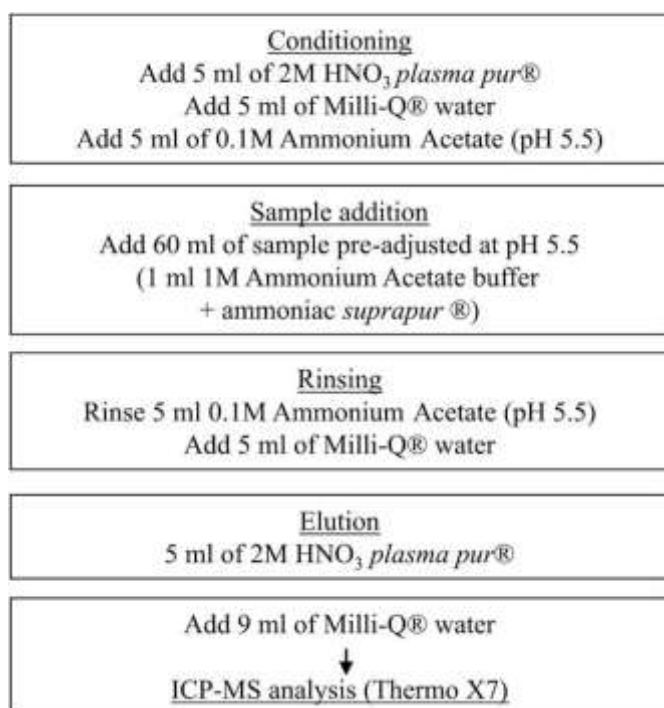 Conditioning
Add 5 ml of 2M HNO₃ plasma pur®
Add 5 ml of Milli-Q® water
Add 5 ml of 0.1M Ammonium Acetate (pH 5.5)
Sample addition
Add 60 ml of sample pre-adjusted at pH 5.5
(1 ml 1M Ammonium Acetate buffer
+ ammoniac suprapur ®)
Rinsing
Rinse 5 ml 0.1M Ammonium Acetate (pH 5.5)
Add 5 ml of Milli-Q® water
Elution
5 ml of 2M HNO₃ plasma pur®
Add 9 ml of Milli-Q® water
ICP-MS analysis (Thermo X7)